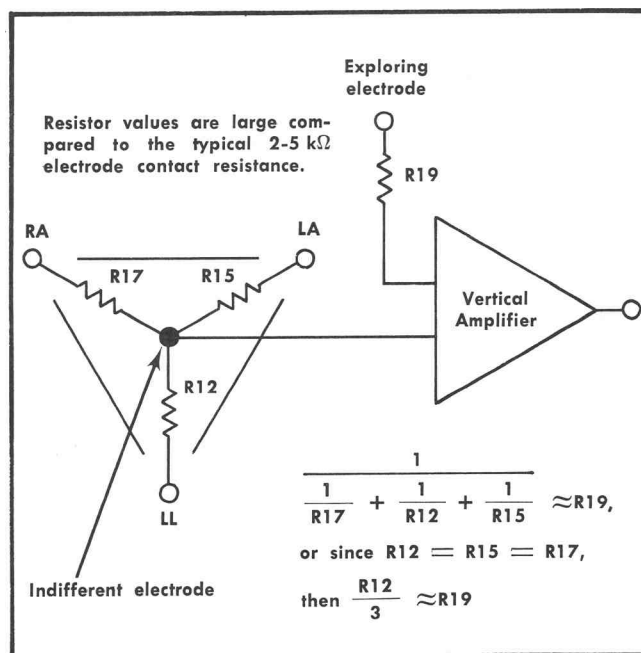 Exploring
electrode
Resistor values are large com-
pared to the typical 2-5 kΩ
electrode contact resistance.
R19
RA
LA
R17
R15
Vertical
Amplifier
R12
LL
1
1/R17 + 1/R12 + 1/R15 ≈R19,
or since R12 = R15 = R17,
then R12/3 ≈R19
Indifferent electrode